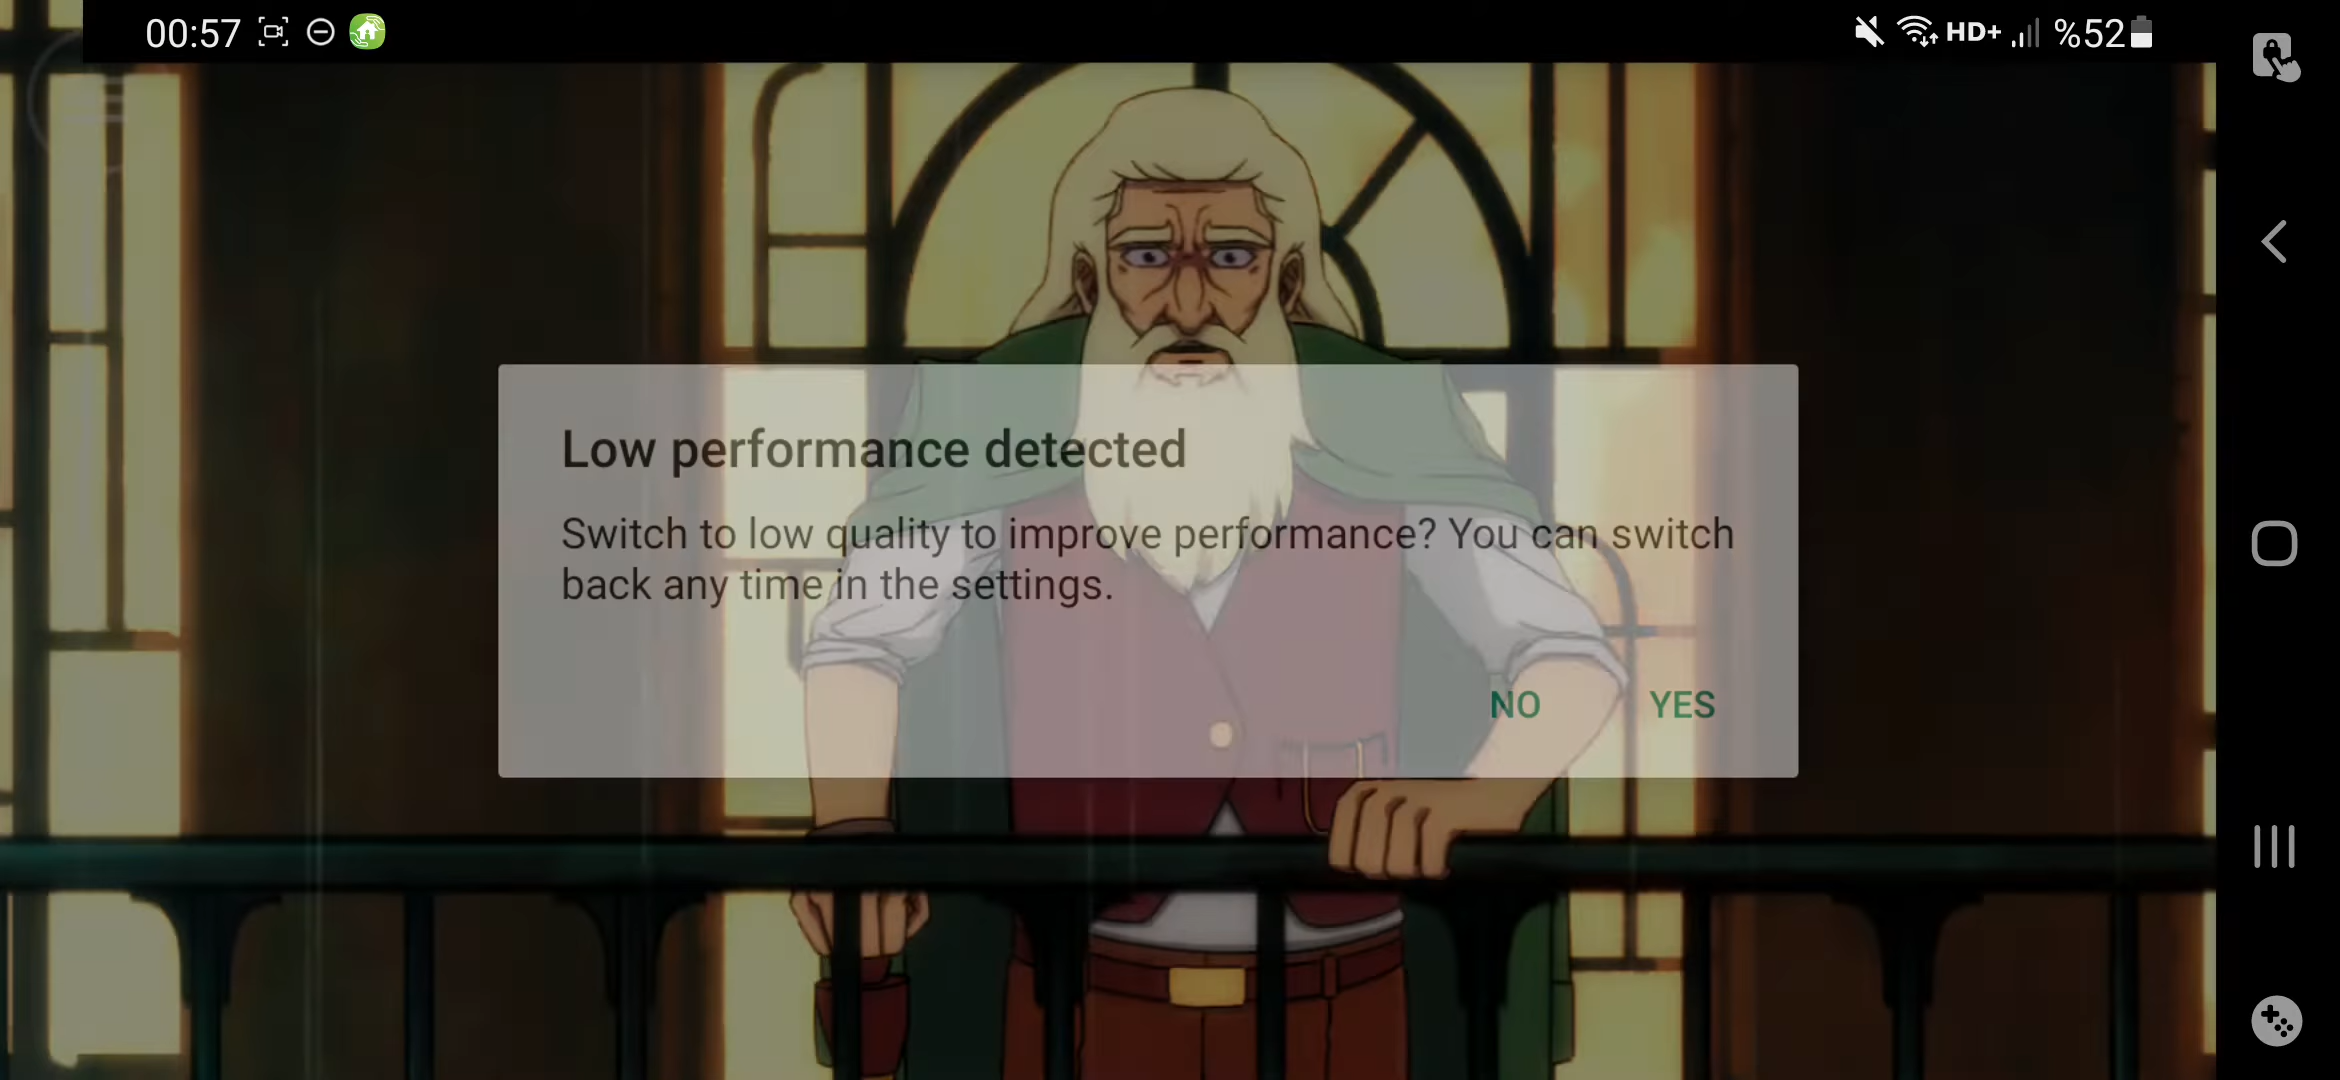 00:57 HD+ %52
Low performance detected
Switch to low quality to improve performance? You can switch
back any time in the settings.
NO YES